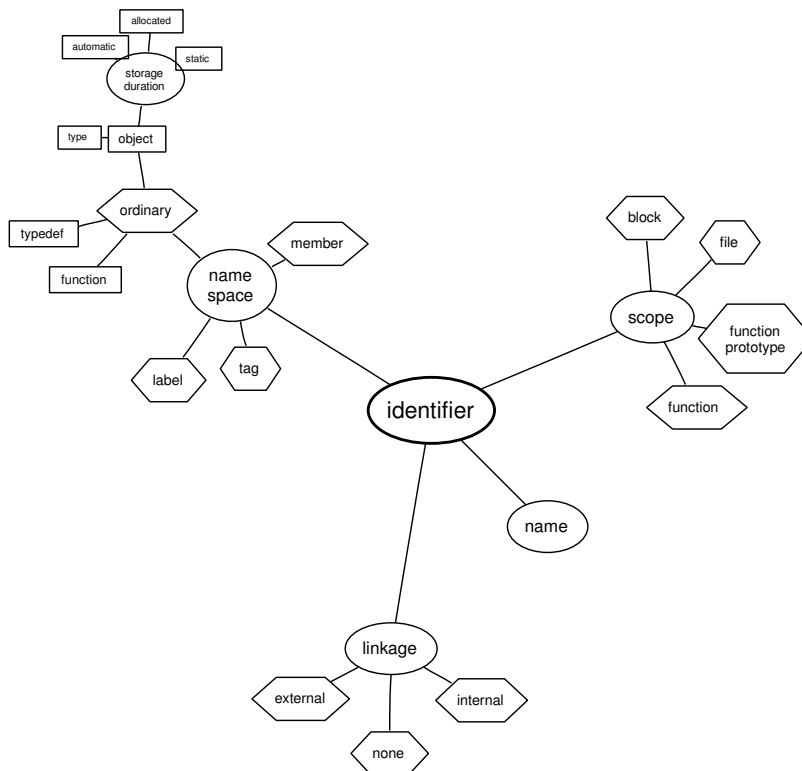 allocated
automatic
static
storage
duration
type
object
ordinary
typedef
function
member
name
space
label
tag
block
file
scope
function
prototype
function
identifier
name
linkage
external
internal
none